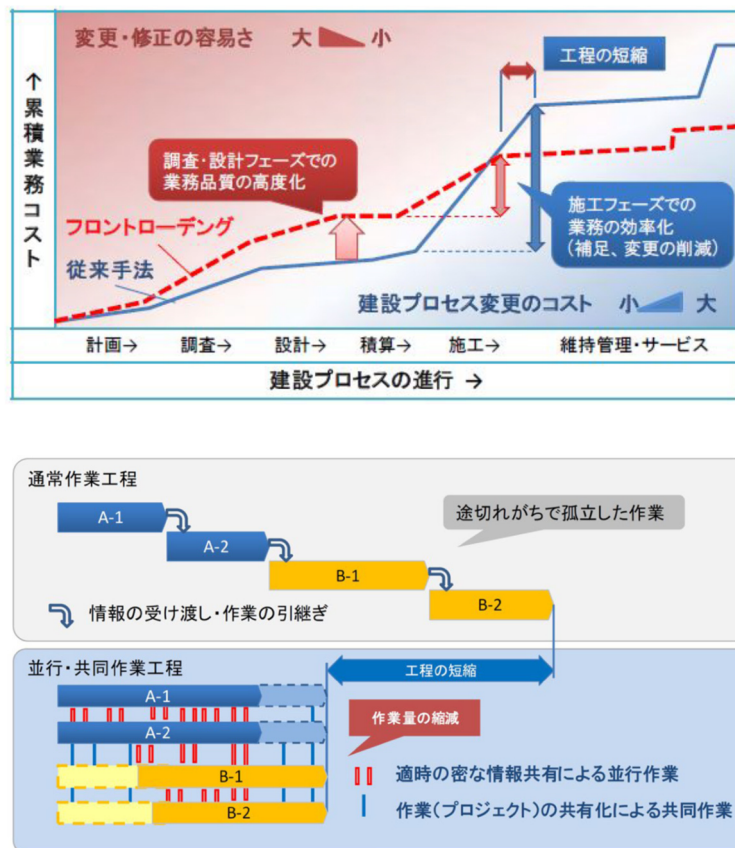 変更・修正の容易さ 大 小
工程の短縮
↑累積業務コスト
調査・設計フェーズでの
業務品質の高度化
フロントローデング
従来手法
施工フェーズでの
業務の効率化
(補足、変更の削減)
建設プロセス変更のコスト 小 大
計画→ 調査→ 設計→ 積算→ 施工→ 維持管理・サービス
建設プロセスの進行 →
通常作業工程
途切れがちで孤立した作業
A-1
A-2
B-1
B-2
情報の受け渡し・作業の引継ぎ
並行・共同作業工程
工程の短縮
A-1
A-2
B-1
B-2
作業量の縮減
適時の密な情報共有による並行作業
作業(プロジェクト)の共有化による共同作業